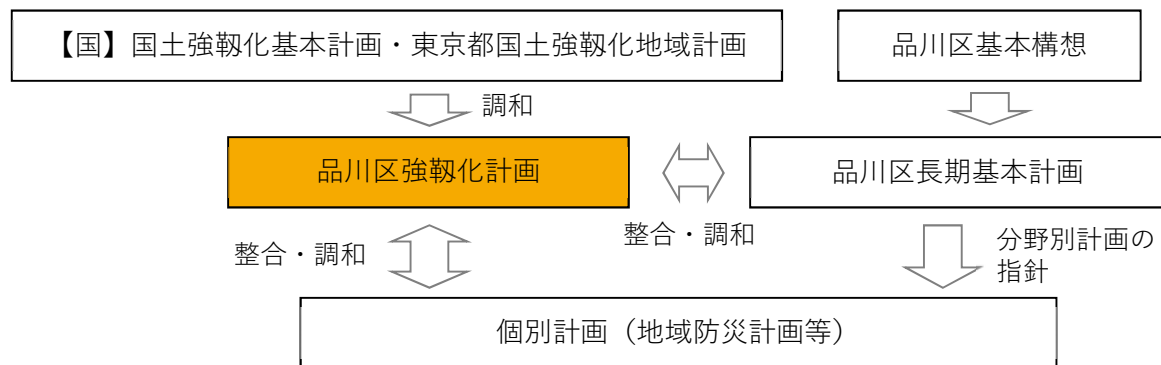 【国】国土強靱化基本計画・東京都国土強靱化地域計画
品川区基本構想
調和
品川区強靱化計画
品川区長期基本計画
整合・調和
整合・調和
分野別計画の
指針
個別計画（地域防災計画等）